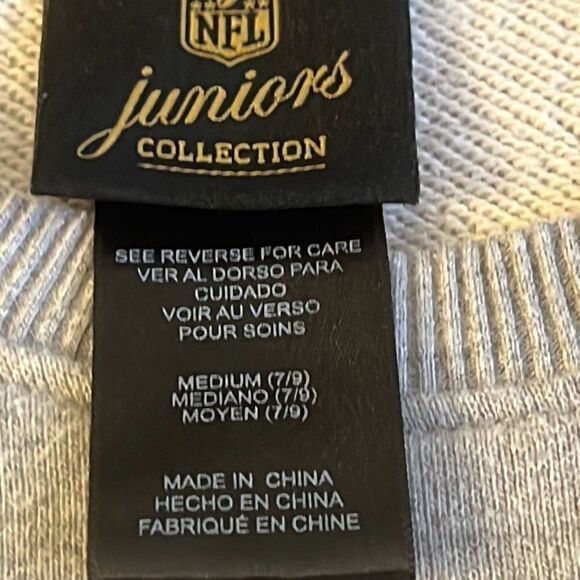 NFL
juniors
COLLECTION
SEE REVERSE FOR CARE
VER AL DORSO PARA
CUIDADO
VOIR AU VERSO
POUR SOINS
MEDIUM (7/9)
MEDIANO (7/9)
MOYEN (7/9)
MADE IN CHINA
HECHO EN CHINA
FABRIQUÉ EN CHINE